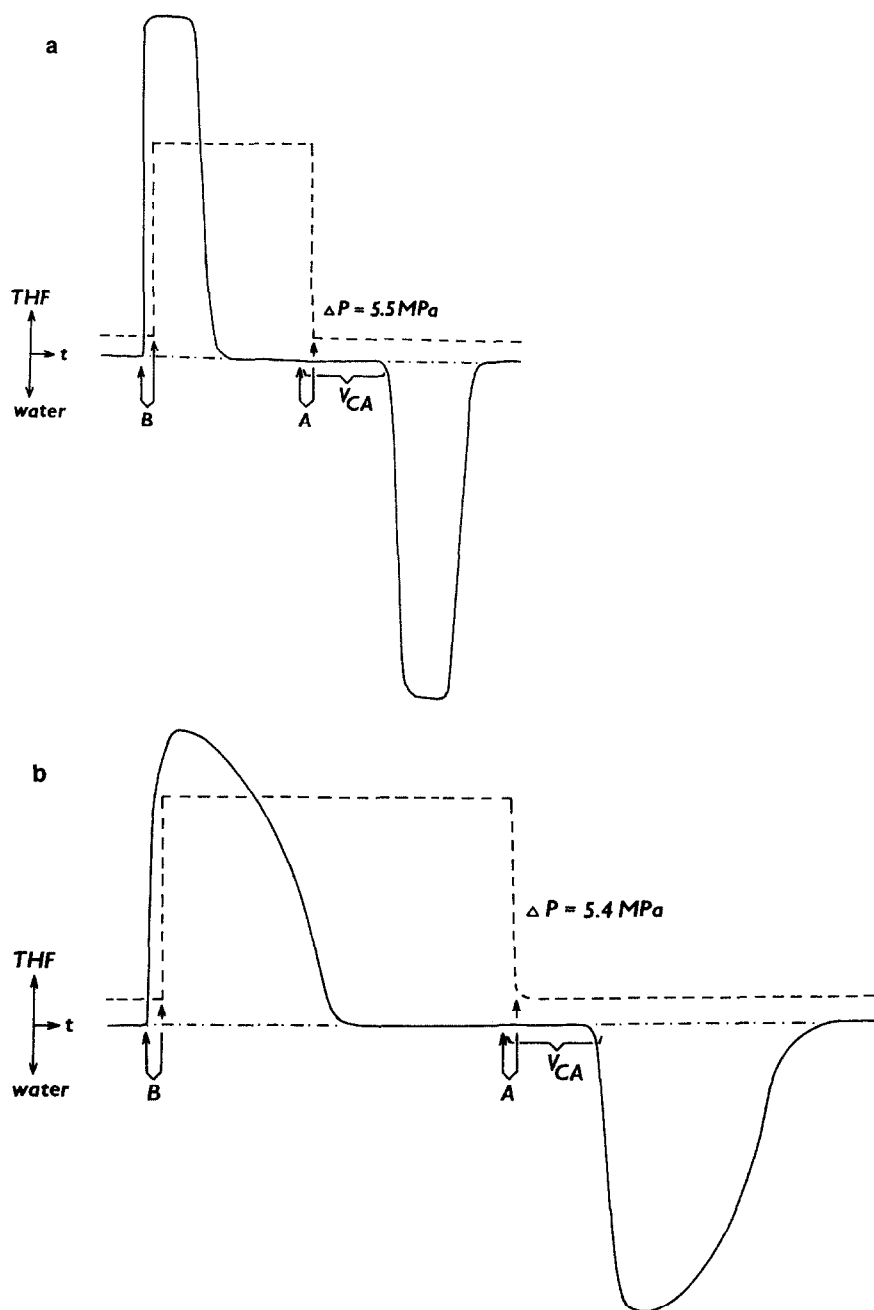 a
THF
t
water
ΔP = 5.5 MPa
B
A
V_CA
b
THF
t
water
ΔP = 5.4 MPa
B
A
V_CA